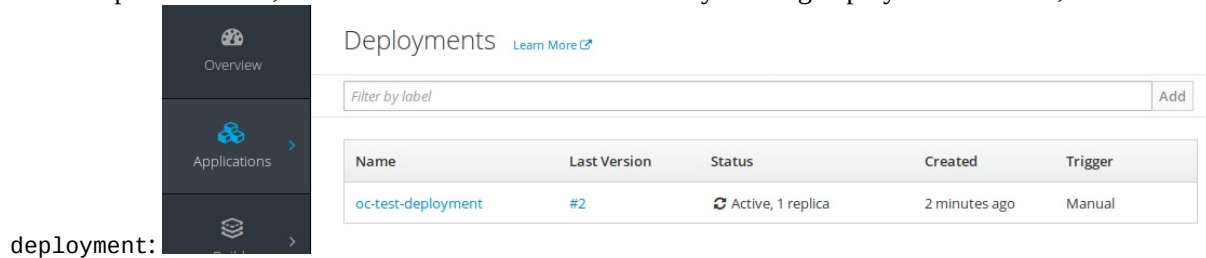 Overview
Deployments Learn More
Filter by label Add
Applications
Name Last Version Status Created Trigger
oc-test-deployment #2 Active, 1 replica 2 minutes ago Manual
deployment: